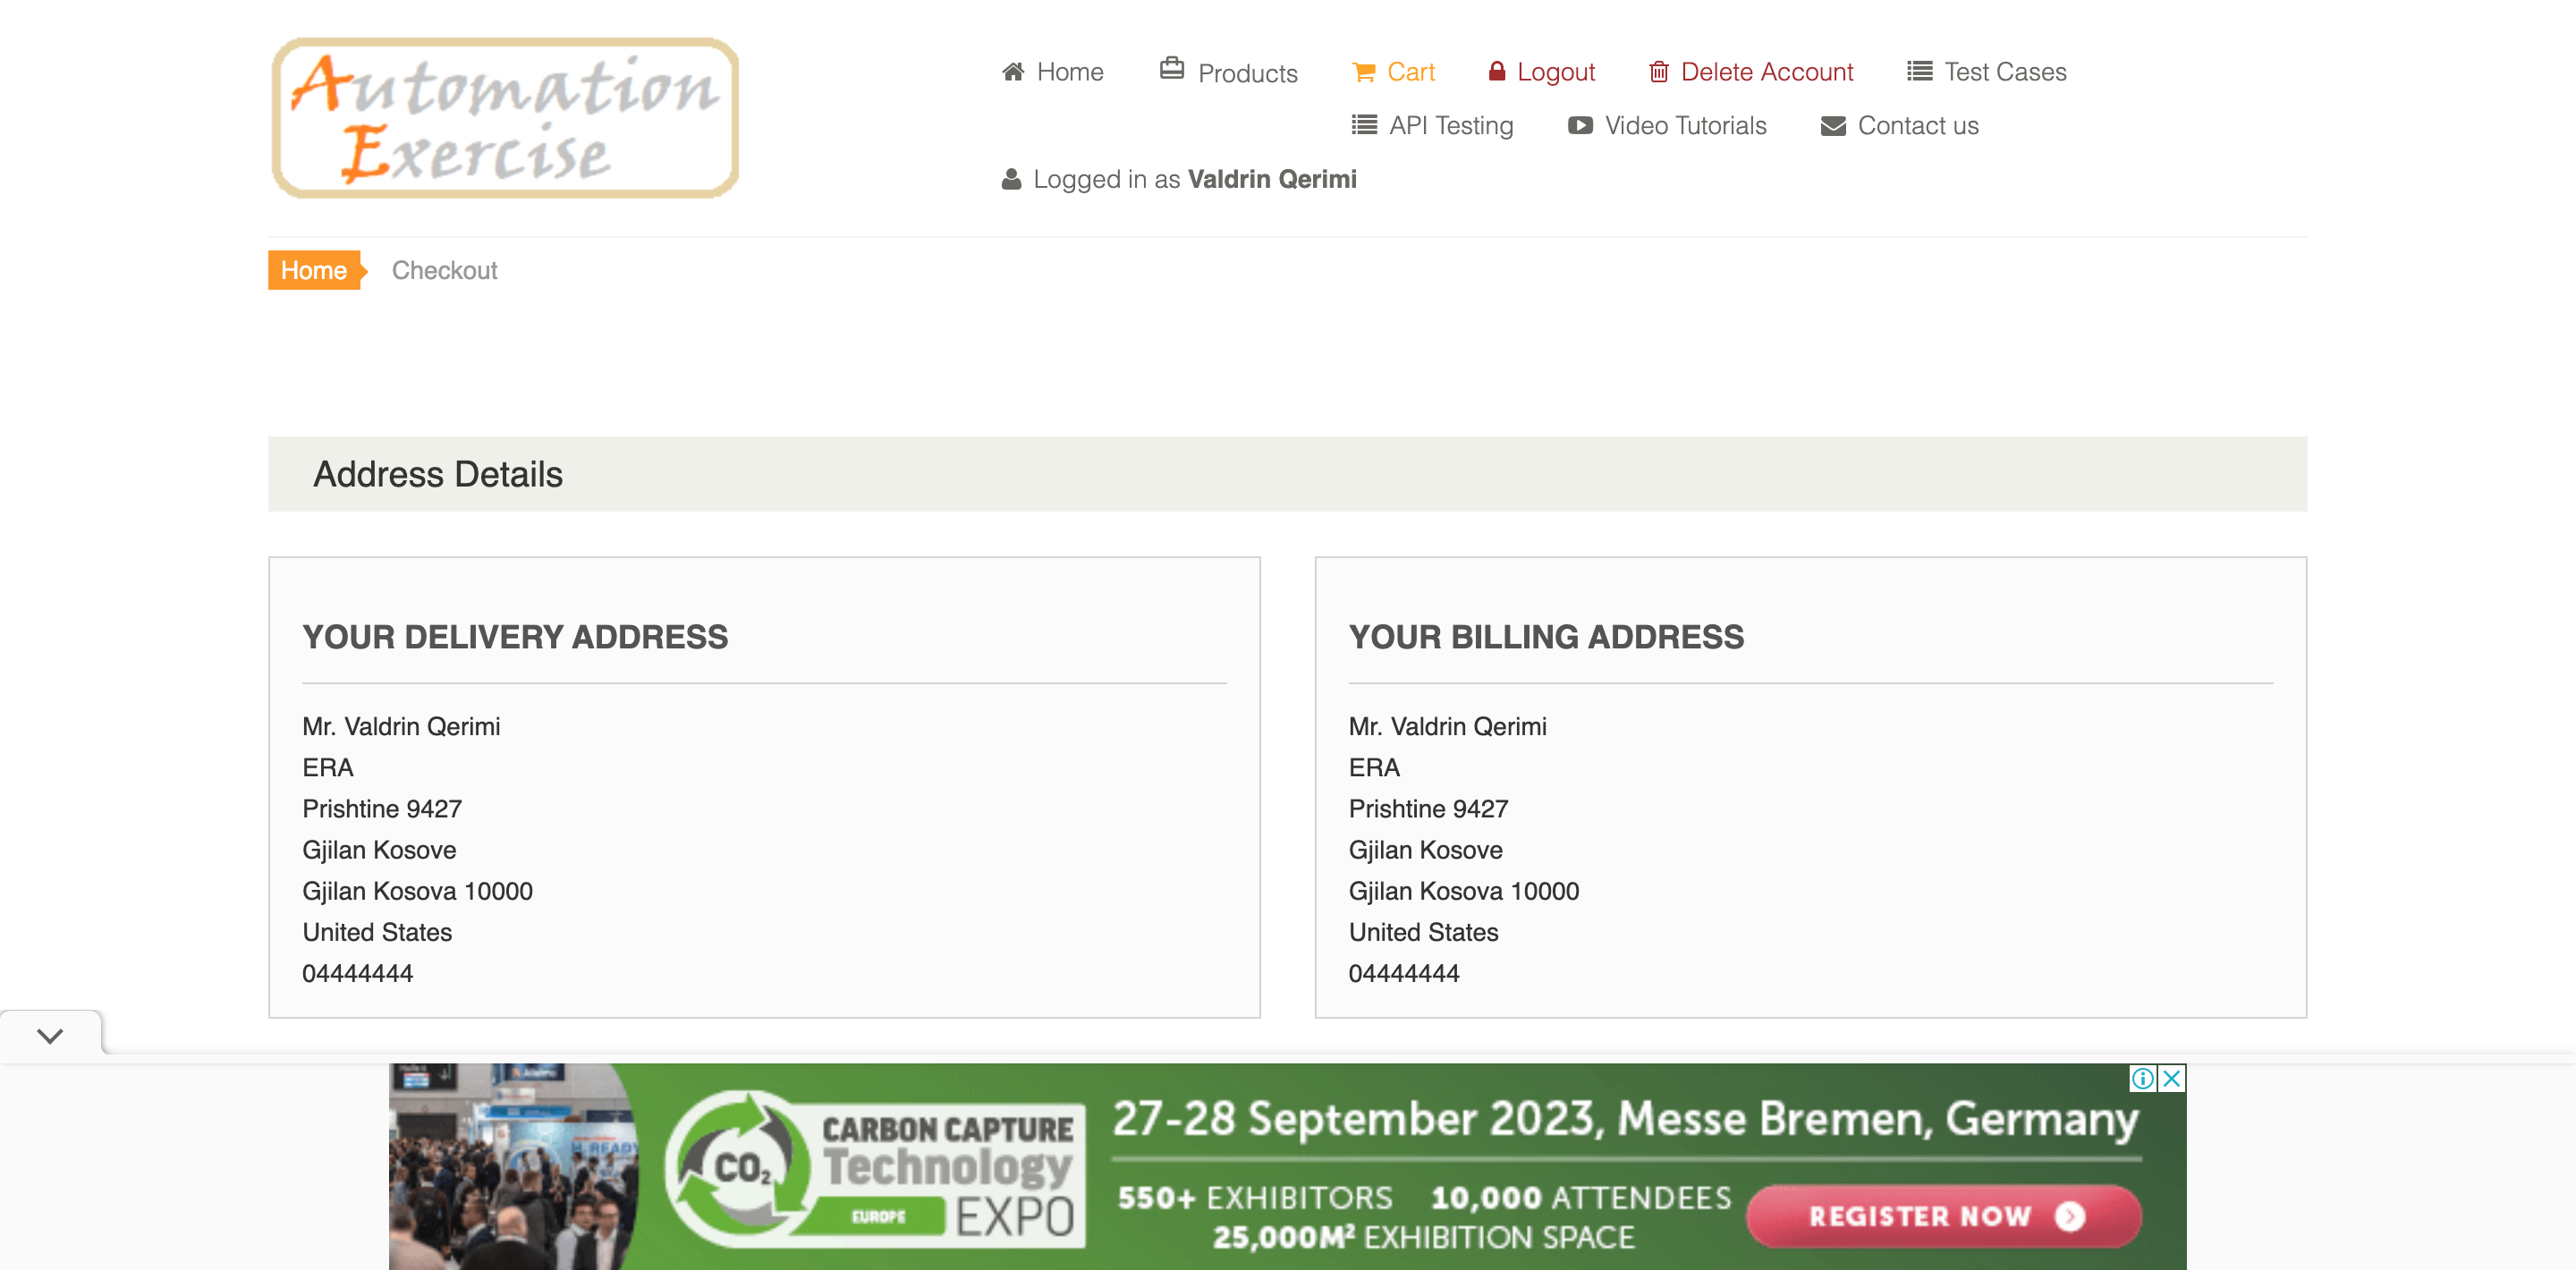 Automation
Exercise
Home
Products
Cart
Logout
Delete Account
Test Cases
API Testing
Video Tutorials
Contact us
Logged in as Valdrin Qerimi
Home
Checkout
Address Details
YOUR DELIVERY ADDRESS
Mr. Valdrin Qerimi
ERA
Prishtine 9427
Gjilan Kosove
Gjilan Kosova 10000
United States
04444444
YOUR BILLING ADDRESS
Mr. Valdrin Qerimi
ERA
Prishtine 9427
Gjilan Kosove
Gjilan Kosova 10000
United States
04444444
CO₂
CARBON CAPTURE
Technology
EUROPE EXPO
27-28 September 2023, Messe Bremen, Germany
550+ EXHIBITORS 10,000 ATTENDEES
25,000M² EXHIBITION SPACE
REGISTER NOW